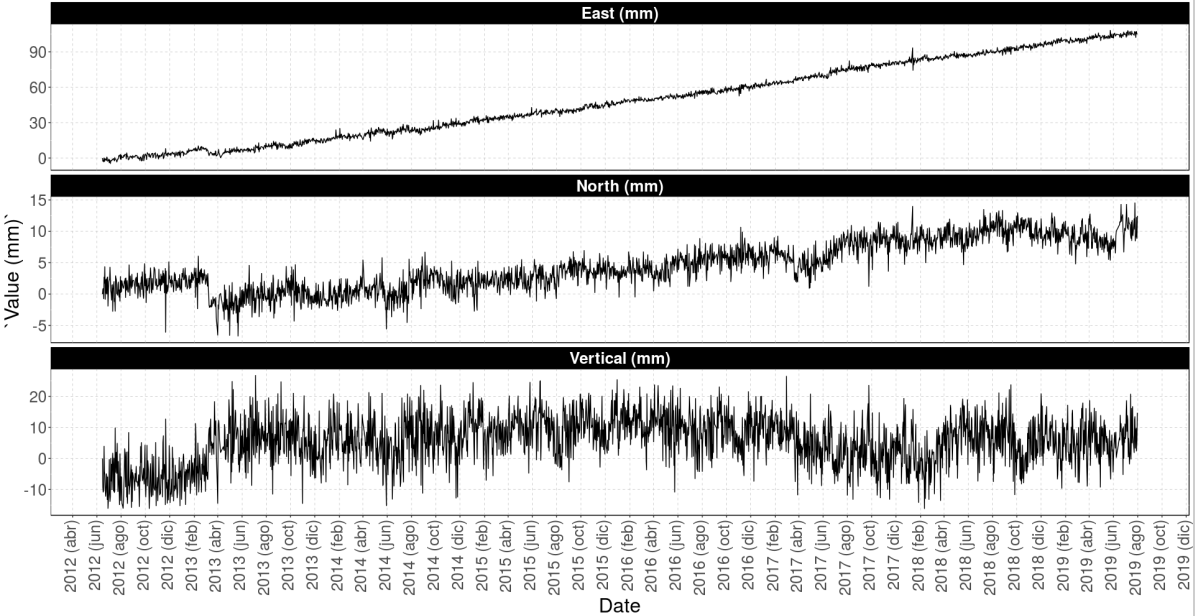 East (mm)
90
60
30
0
North (mm)
15
10
5
0
-5
Vertical (mm)
20
10
0
-10
`Value (mm)`
2012 (abr)
2012 (jun)
2012 (ago)
2012 (oct)
2012 (dic)
2013 (feb)
2013 (abr)
2013 (jun)
2013 (ago)
2013 (oct)
2013 (dic)
2014 (feb)
2014 (abr)
2014 (jun)
2014 (ago)
2014 (oct)
2014 (dic)
2015 (feb)
2015 (abr)
2015 (jun)
2015 (ago)
2015 (oct)
2015 (dic)
2016 (feb)
2016 (abr)
2016 (jun)
2016 (ago)
2016 (oct)
2016 (dic)
2017 (feb)
2017 (abr)
2017 (jun)
2017 (ago)
2017 (oct)
2017 (dic)
2018 (feb)
2018 (abr)
2018 (jun)
2018 (ago)
2018 (oct)
2018 (dic)
2019 (feb)
2019 (abr)
2019 (jun)
2019 (ago)
2019 (oct)
2019 (dic)
Date